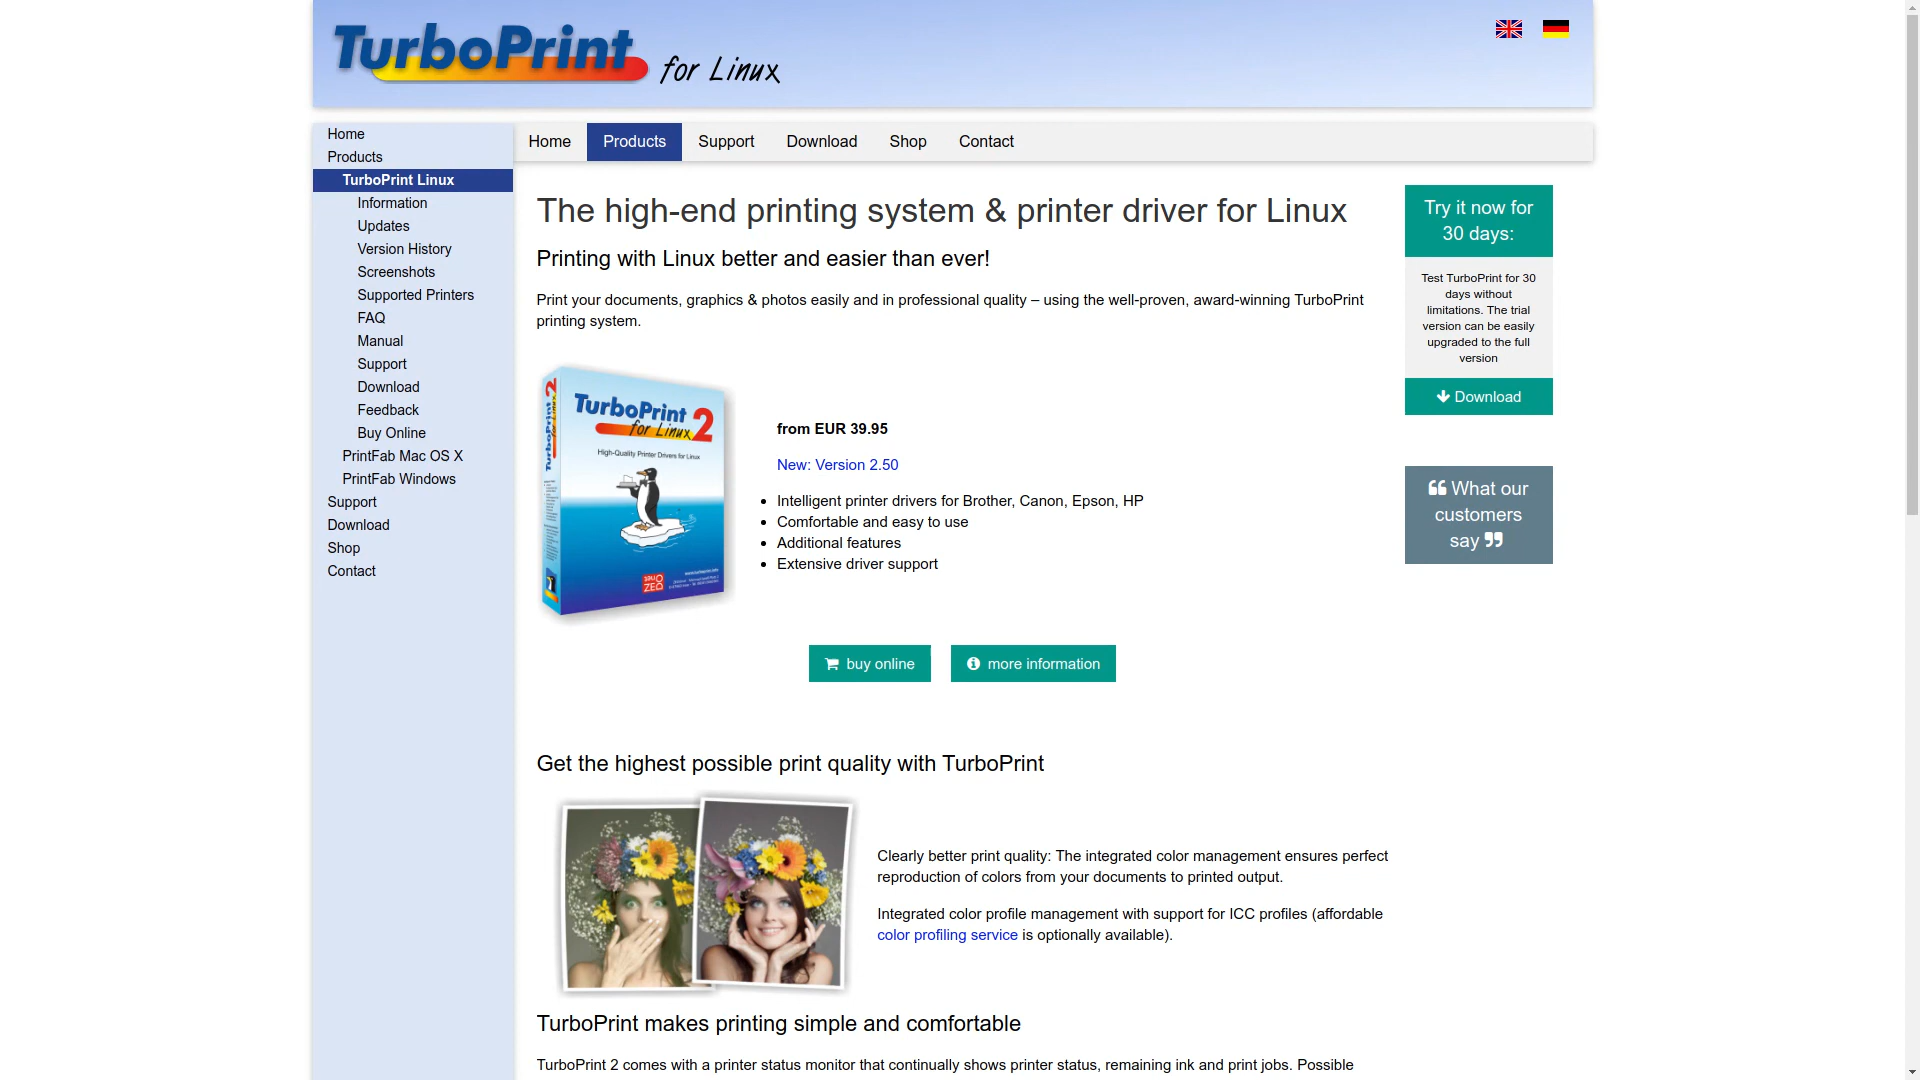 TurboPrint for Linux
Home
Products
TurboPrint Linux
Information
Updates
Version History
Screenshots
Supported Printers
FAQ
Manual
Support
Download
Feedback
Buy Online
PrintFab Mac OS X
PrintFab Windows
Support
Download
Shop
Contact
Home Products Support Download Shop Contact
The high-end printing system & printer driver for Linux
Printing with Linux better and easier than ever!
Print your documents, graphics & photos easily and in professional quality – using the well-proven, award-winning TurboPrint
printing system.
TurboPrint 2
for Linux
High-Quality Printer Drivers for Linux
TurboPrint 2
for Linux
ZED
from EUR 39.95
New: Version 2.50
• Intelligent printer drivers for Brother, Canon, Epson, HP
• Comfortable and easy to use
• Additional features
• Extensive driver support
buy online
more information
Get the highest possible print quality with TurboPrint
Clearly better print quality: The integrated color management ensures perfect
reproduction of colors from your documents to printed output.
Integrated color profile management with support for ICC profiles (affordable
color profiling service is optionally available).
TurboPrint makes printing simple and comfortable
TurboPrint 2 comes with a printer status monitor that continually shows printer status, remaining ink and print jobs. Possible
Try it now for
30 days:
Test TurboPrint for 30
days without
limitations. The trial
version can be easily
upgraded to the full
version
Download
What our
customers
say